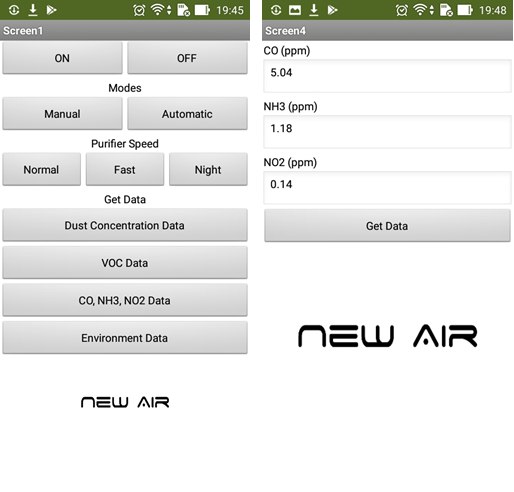 19:45
Screen1
ON OFF
Modes
Manual Automatic
Purifier Speed
Normal Fast Night
Get Data
Dust Concentration Data
VOC Data
CO, NH3, NO2 Data
Environment Data
NEW AIR
19:48
Screen4
CO (ppm)
5.04
NH3 (ppm)
1.18
NO2 (ppm)
0.14
Get Data
NEW AIR